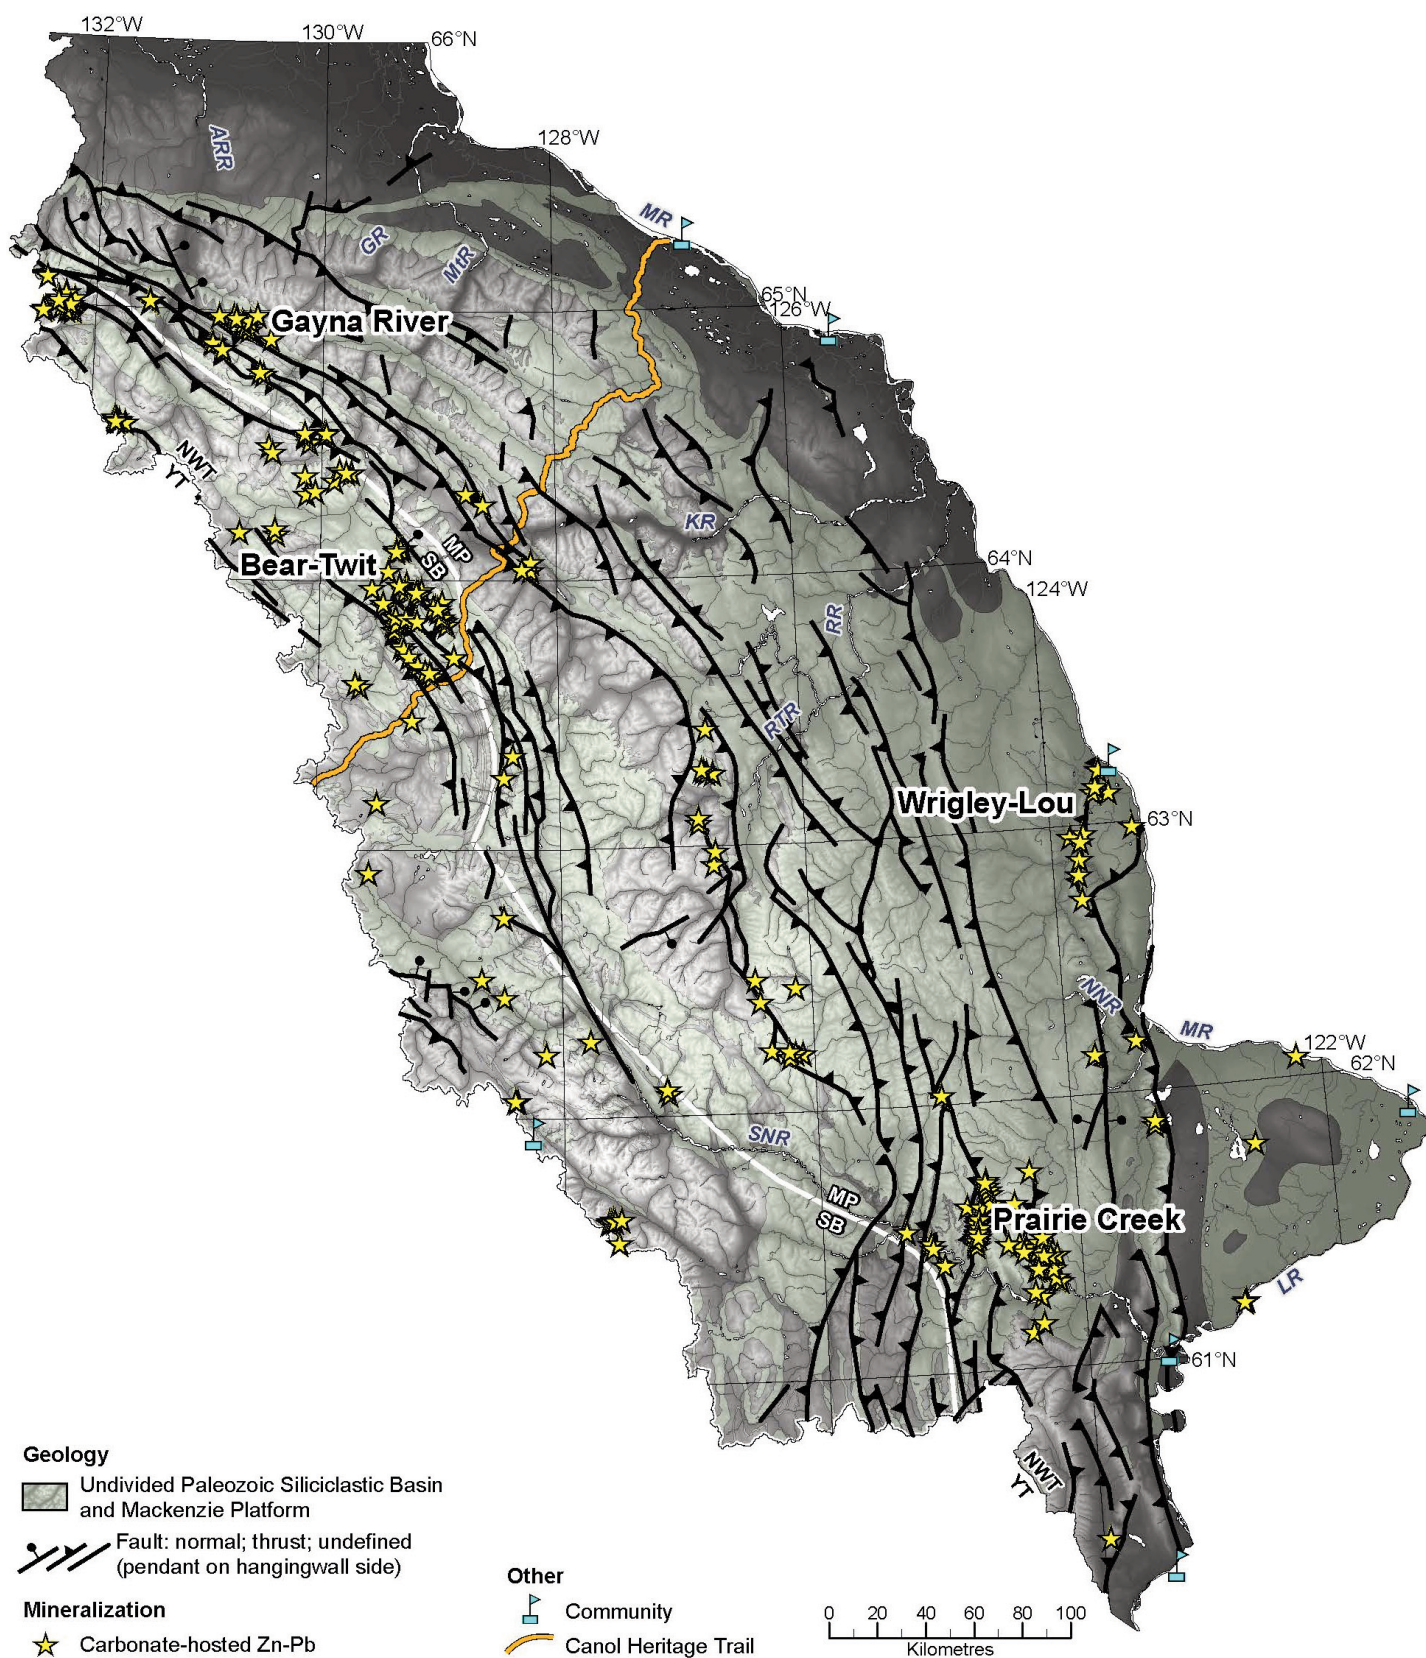 132°W
130°W
66°N
128°W
ARR
MR
GR
MtR
65°N
126°W
Gayna River
NWT
YT
KR
MP
SB
Bear-Twit
64°N
124°W
RR
RTR
Wrigley-Lou
63°N
NNR
MR
122°W
62°N
SNR
MP
SB
Prairie Creek
LR
61°N
NWT
YT
Geology
Undivided Paleozoic Siliciclastic Basin
and Mackenzie Platform
Fault: normal; thrust; undefined
(pendant on hangingwall side)
Mineralization
Carbonate-hosted Zn-Pb
Other
Community
Canol Heritage Trail
0 20 40 60 80 100
Kilometres